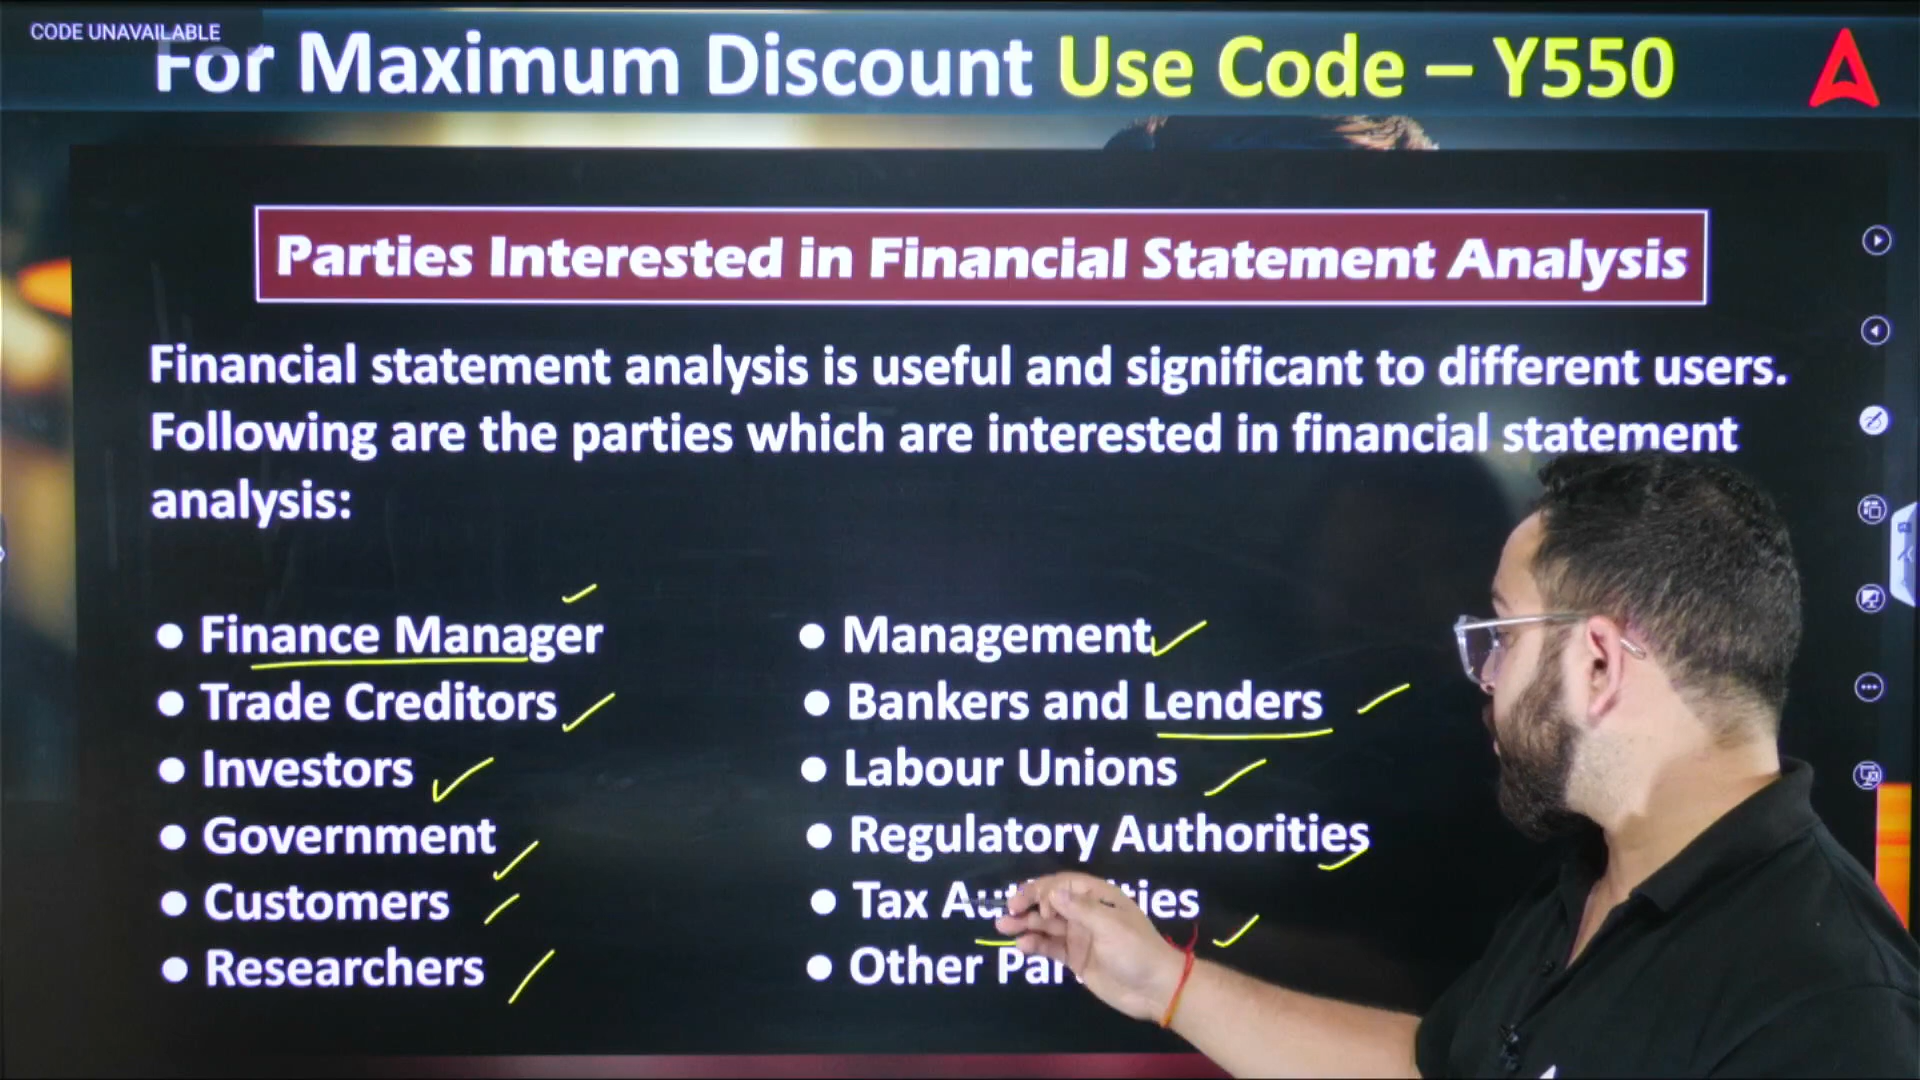 CODE UNAVAILABLE
For Maximum Discount Use Code – Y550
Parties Interested in Financial Statement Analysis
Financial statement analysis is useful and significant to different users.
Following are the parties which are interested in financial statement
analysis:
● Finance Manager
● Trade Creditors
● Investors
● Government
● Customers
● Researchers
● Management
● Bankers and Lenders
● Labour Unions
● Regulatory Authorities
● Tax
● Other